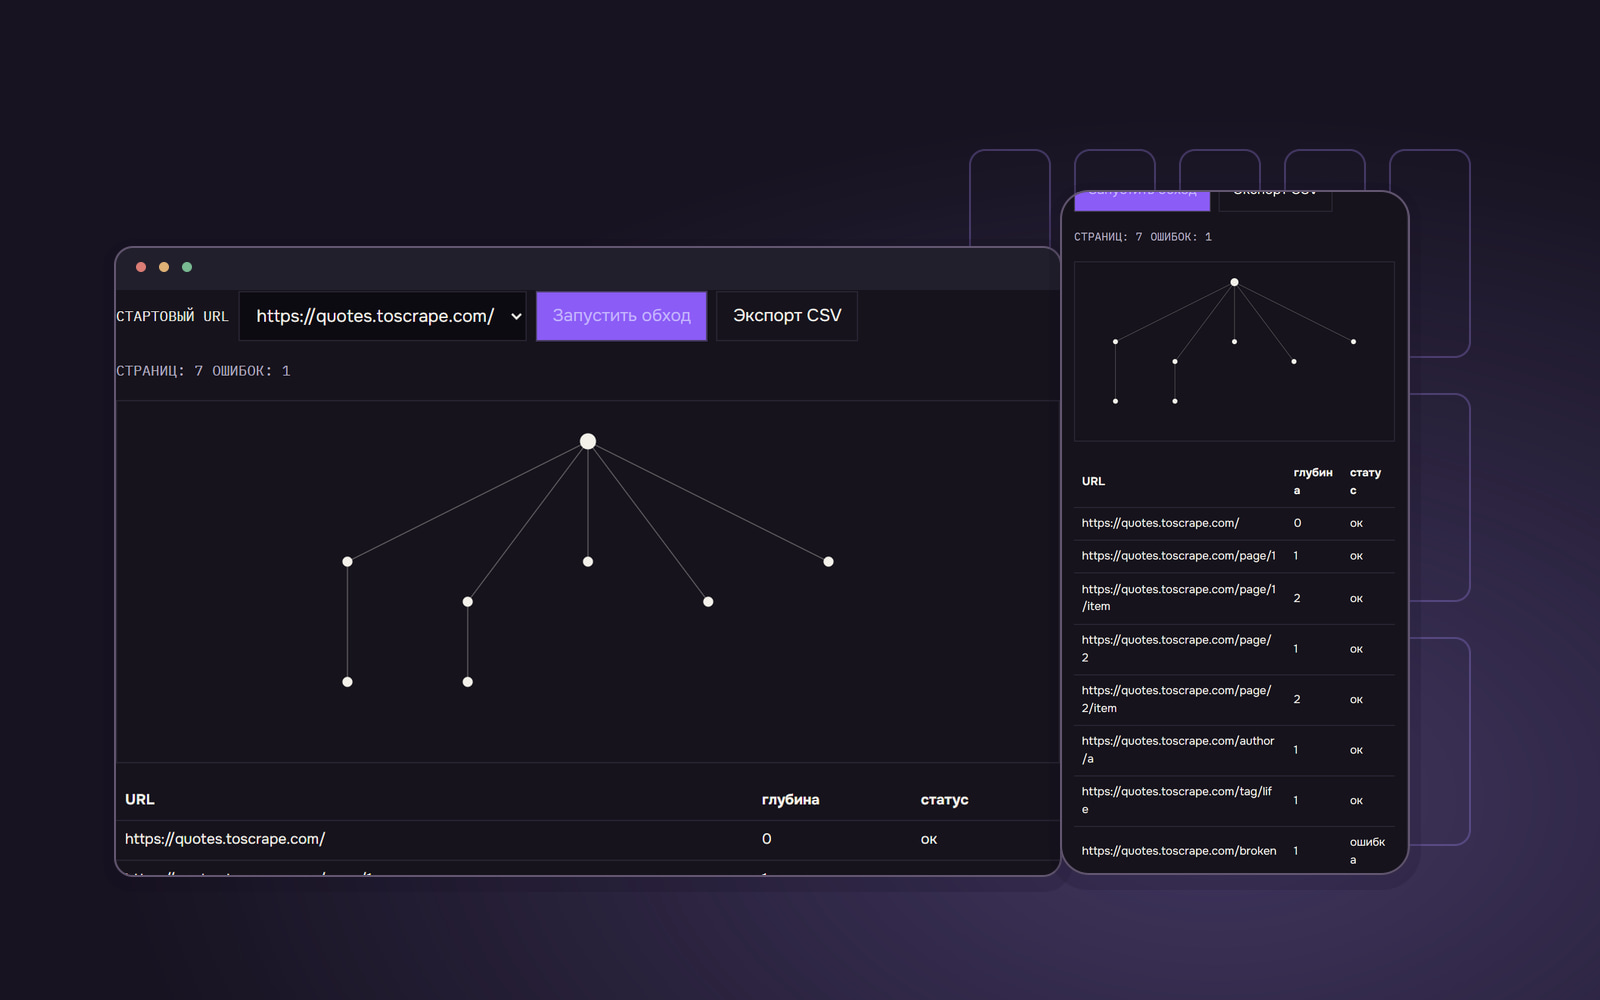 СТАРТОВЫЙ URL https://quotes.toscrape.com/ Запустить обход Экспорт CSV
СТРАНИЦ: 7 ОШИБОК: 1
URL глубина статус
https://quotes.toscrape.com/ 0 ок
СТРАНИЦ: 7 ОШИБОК: 1
URL глубин
а стату
с
https://quotes.toscrape.com/ 0 ок
https://quotes.toscrape.com/page/1 1 ок
https://quotes.toscrape.com/page/1
/item 2 ок
https://quotes.toscrape.com/page/
2 1 ок
https://quotes.toscrape.com/page/
2/item 2 ок
https://quotes.toscrape.com/author
/a 1 ок
https://quotes.toscrape.com/tag/lif
e 1 ок
https://quotes.toscrape.com/broken 1 ошибк
а